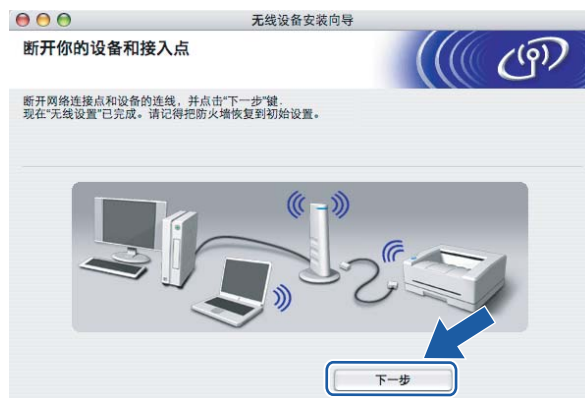 无线设备安装向导
断开你的设备和接入点
断开网络连接点和设备的连线，并点击“下一步”键.
现在“无线设置”已完成。请记得把防火墙恢复到初始设置。
下一步